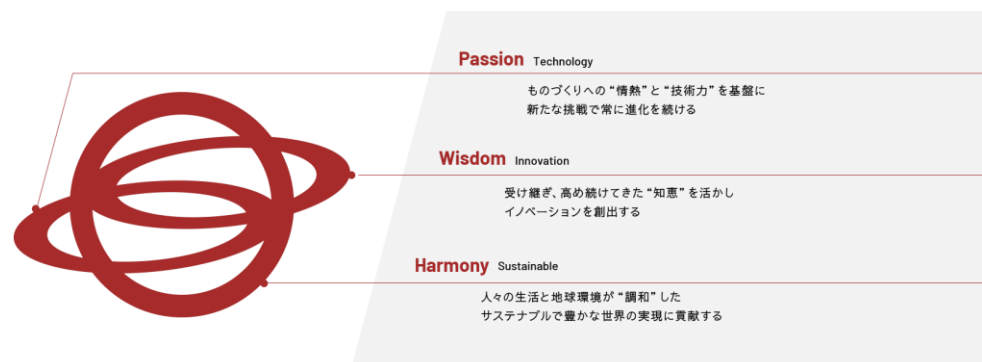 Passion Technology
ものづくりへの“情熱”と“技術力”を基盤に
新たな挑戦で常に進化を続ける
Wisdom Innovation
受け継ぎ、高め続けてきた“知恵”を活かし
イノベーションを創出する
Harmony Sustainable
人々の生活と地球環境が“調和”した
サステナブルで豊かな世界の実現に貢献する